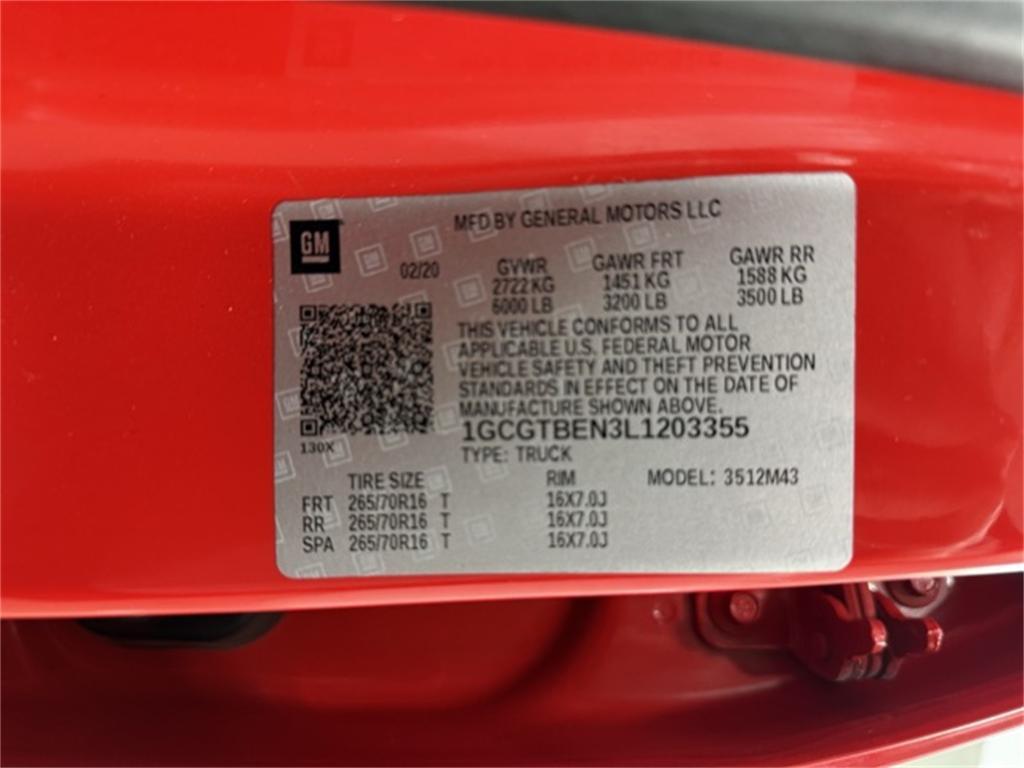 GM
MFD BY GENERAL MOTORS LLC
02/20
GVWR GAWR FRT GAWR RR
2722 KG 1451 KG 1588 KG
6000 LB 3200 LB 3500 LB
THIS VEHICLE CONFORMS TO ALL
APPLICABLE U.S. FEDERAL MOTOR
VEHICLE SAFETY AND THEFT PREVENTION
STANDARDS IN EFFECT ON THE DATE OF
MANUFACTURE SHOWN ABOVE.
130X
1GCGTBEN3L1203355
TYPE: TRUCK
TIRE SIZE RIM MODEL: 3512M43
FRT 265/70R16 T 16X7.0J
RR 265/70R16 T 16X7.0J
SPA 265/70R16 T 16X7.0J